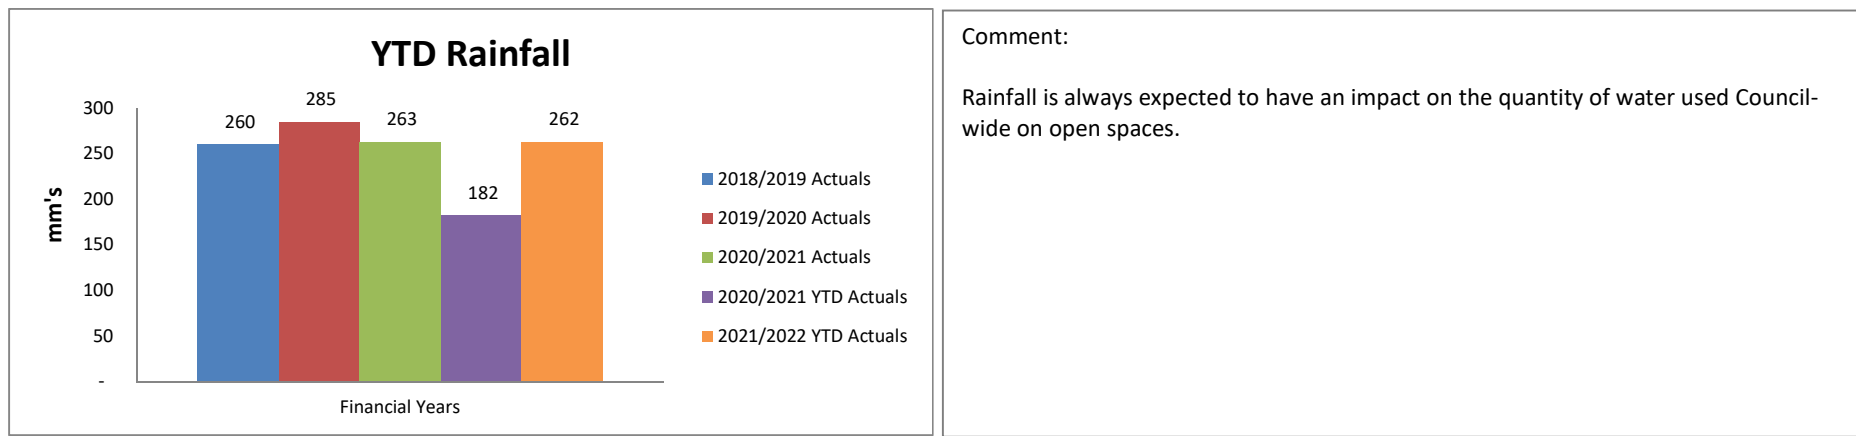 YTD Rainfall
mm's
300
250
200
150
100
50
-
260
285
263
182
262
Financial Years
2018/2019 Actuals
2019/2020 Actuals
2020/2021 Actuals
2020/2021 YTD Actuals
2021/2022 YTD Actuals
Comment:
Rainfall is always expected to have an impact on the quantity of water used Council-
wide on open spaces.